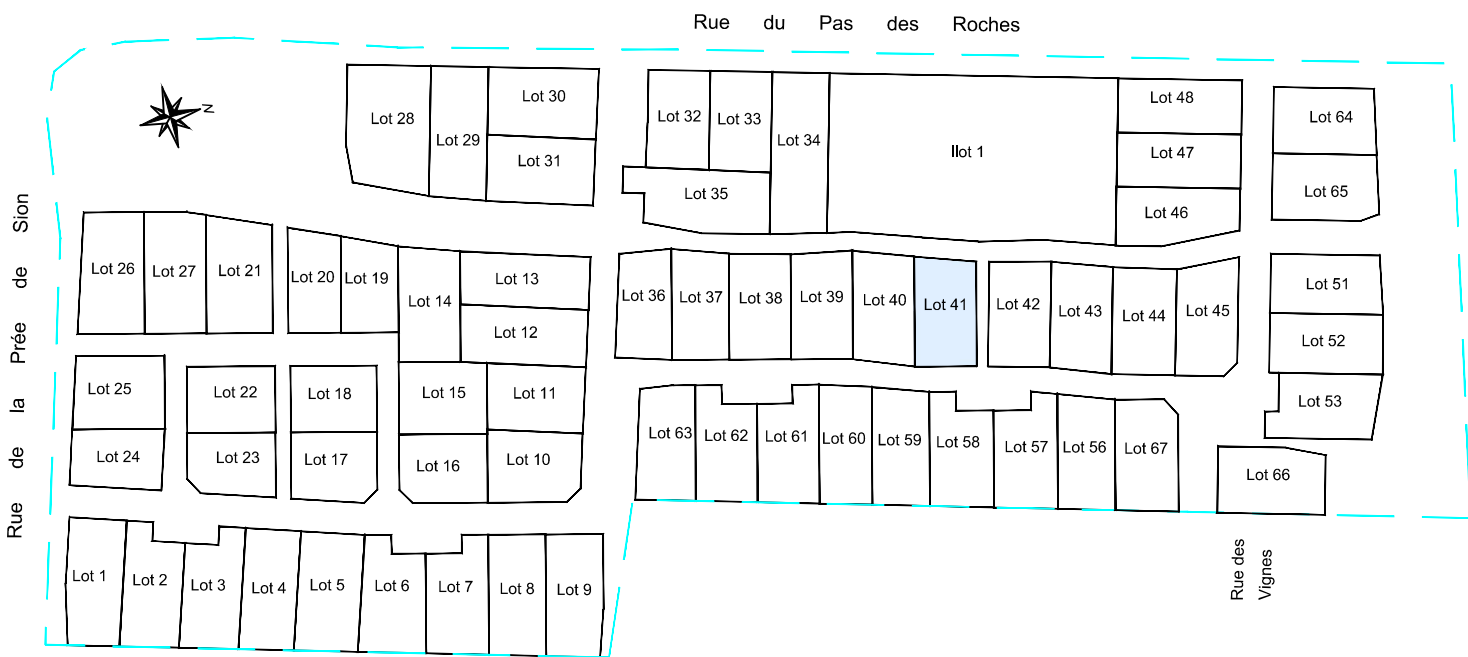 Rue du Pas des Roches
N
Lot 28
Lot 29
Lot 30
Lot 31
Lot 32
Lot 33
Lot 34
Lot 35
Ilot 1
Lot 48
Lot 47
Lot 46
Lot 64
Lot 65
Rue de la Prée de Sion
Lot 26
Lot 27
Lot 21
Lot 20
Lot 19
Lot 14
Lot 13
Lot 12
Lot 36
Lot 37
Lot 38
Lot 39
Lot 40
Lot 41
Lot 42
Lot 43
Lot 44
Lot 45
Lot 51
Lot 52
Lot 53
Lot 25
Lot 24
Lot 22
Lot 23
Lot 18
Lot 17
Lot 15
Lot 16
Lot 11
Lot 10
Lot 63
Lot 62
Lot 61
Lot 60
Lot 59
Lot 58
Lot 57
Lot 56
Lot 67
Lot 66
Lot 1
Lot 2
Lot 3
Lot 4
Lot 5
Lot 6
Lot 7
Lot 8
Lot 9
Rue des
Vignes